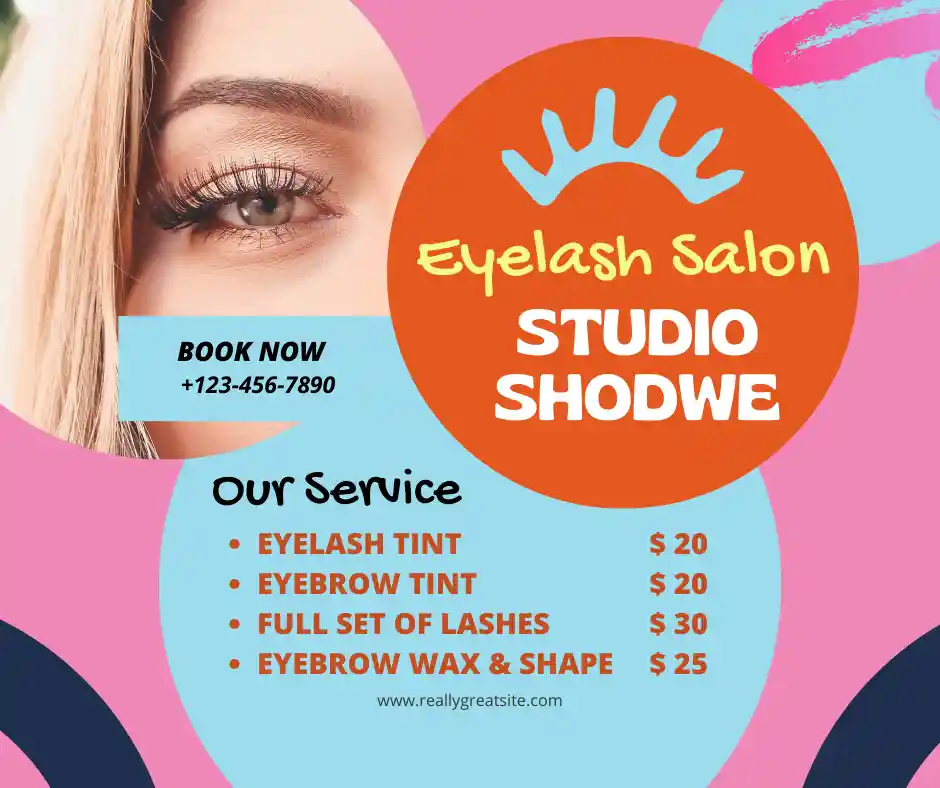 Eyelash Salon
STUDIO
SHODWE
BOOK NOW
+123-456-7890
Our Service
• EYELASH TINT $ 20
• EYEBROW TINT $ 20
• FULL SET OF LASHES $ 30
• EYEBROW WAX & SHAPE $ 25
www.reallygreatsite.com